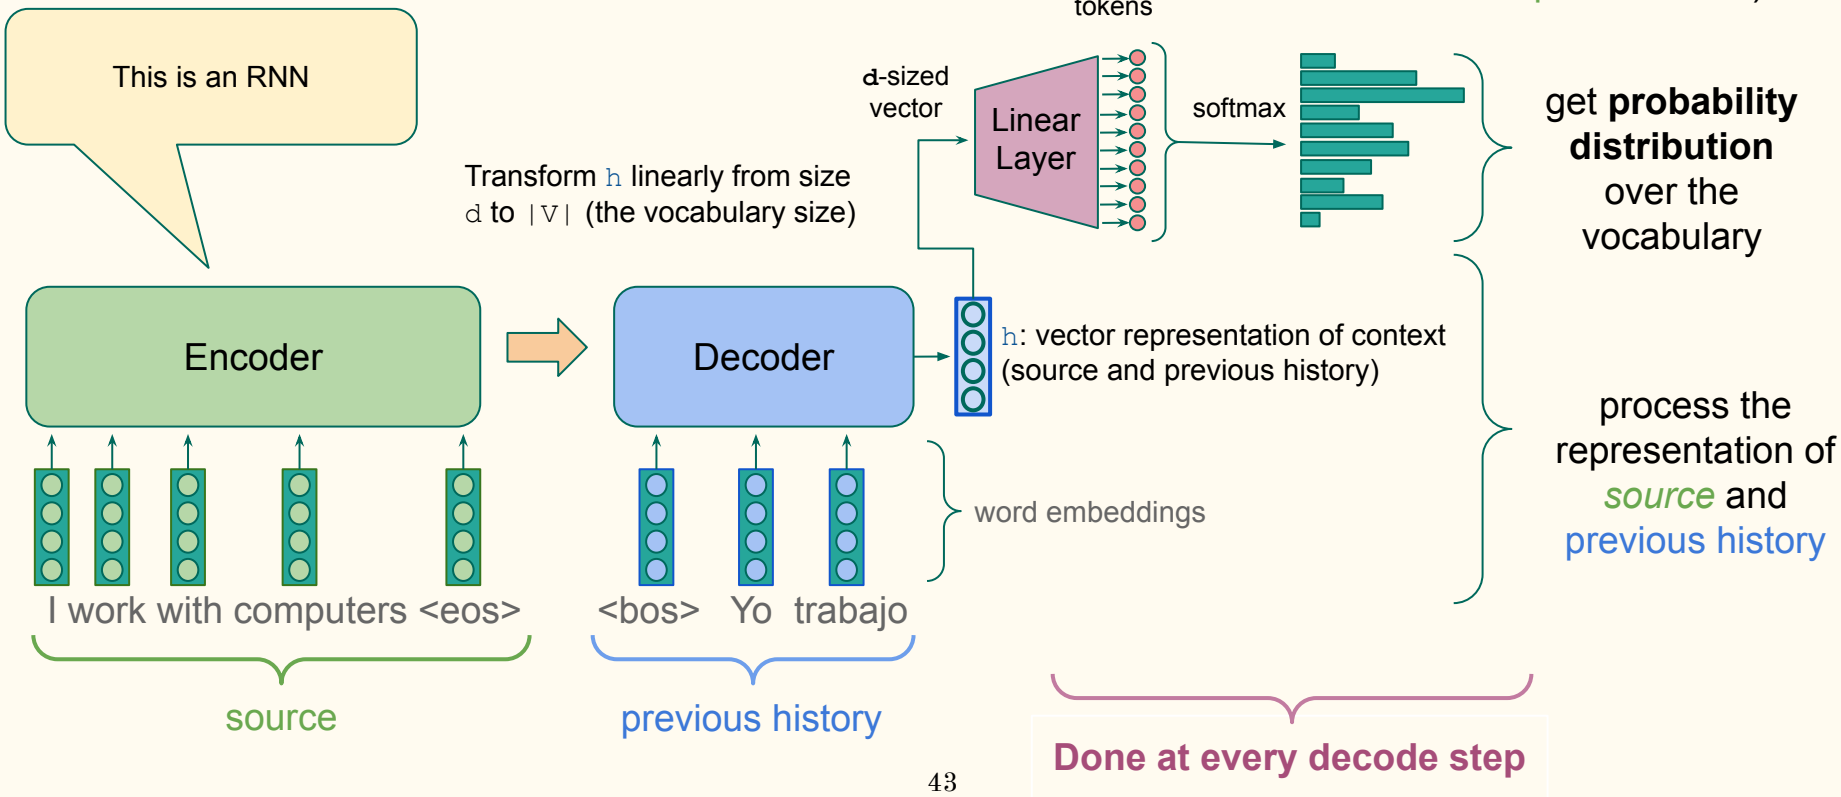 tokens
This is an RNN
d-sized
vector
Linear
Layer
softmax
get probability
distribution
over the
vocabulary
Transform h linearly from size
d to |V| (the vocabulary size)
Encoder
Decoder
h: vector representation of context
(source and previous history)
process the
representation of
source and
previous history
word embeddings
I work with computers <eos>
<bos> Yo trabajo
source
previous history
Done at every decode step
43